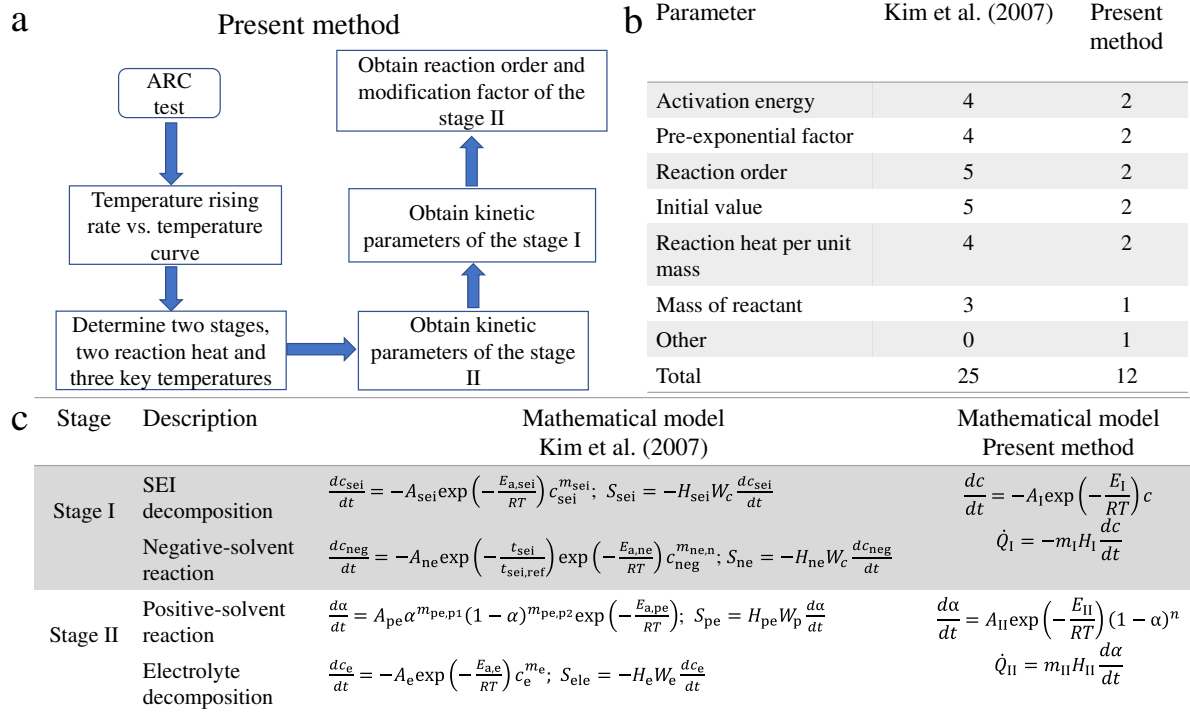 a
Present method
ARC
test
Temperature rising
rate vs. temperature
curve
Determine two stages,
two reaction heat and
three key temperatures
Obtain kinetic
parameters of the stage
II
Obtain kinetic
parameters of the stage I
Obtain reaction order and
modification factor of the
stage II
b
Parameter Kim et al. (2007) Present
method
Activation energy 4 2
Pre-exponential factor 4 2
Reaction order 5 2
Initial value 5 2
Reaction heat per unit 4 2
mass
Mass of reactant 3 1
Other 0 1
Total 25 12
c
Stage Description Mathematical model Mathematical model
Kim et al. (2007) Present method
Stage I
SEI
decomposition
dc_sei/dt = −A_sei exp(−E_a,sei/RT) c_sei^m_sei; S_sei = −H_sei W_c dc_sei/dt
dc/dt = −A_I exp(−E_I/RT) c
Negative-solvent
reaction
dc_neg/dt = −A_ne exp(−t_sei/t_sei,ref) exp(−E_a,ne/RT) c_neg^m_ne,n; S_ne = −H_ne W_c dc_neg/dt
Q̇_I = −m_I H_I dc/dt
Stage II
Positive-solvent
reaction
dα/dt = A_pe α^m_pe,p1 (1 − α)^m_pe,p2 exp(−E_a,pe/RT); S_pe = H_pe W_p dα/dt
dα/dt = A_II exp(−E_II/RT) (1 − α)^n
Electrolyte
decomposition
dc_e/dt = −A_e exp(−E_a,e/RT) c_e^m_e; S_ele = −H_e W_e dc_e/dt
Q̇_II = m_II H_II dα/dt